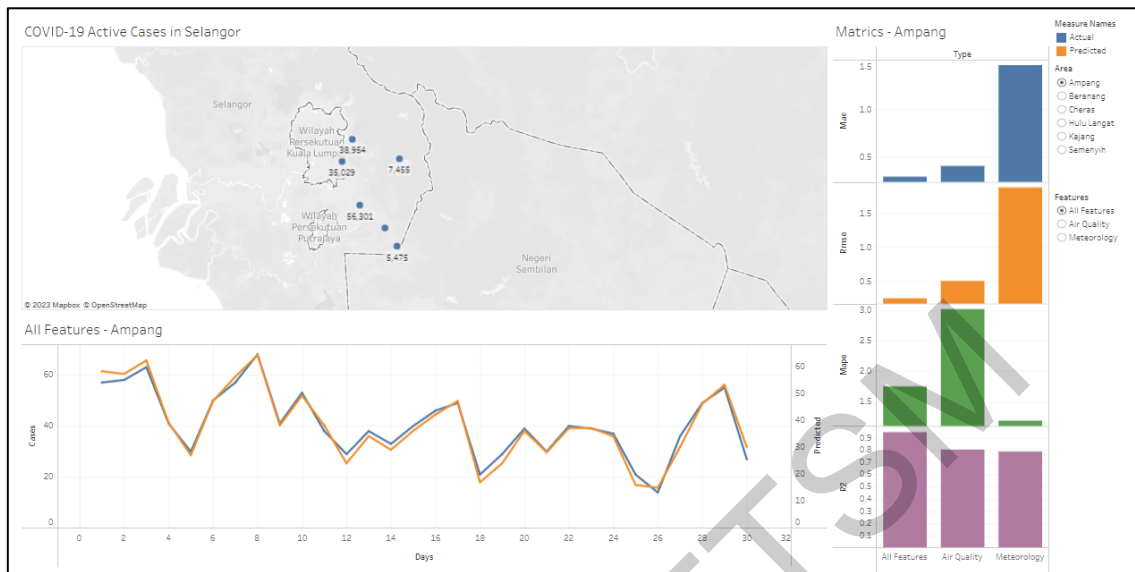 COVID-19 Active Cases in Selangor
Selangor
Wilayah
Persekutuan
Kuala Lumpur
38,954
35,029
7,455
56,301
Wilayah
Persekutuan
Putrajaya
5,475
Negeri
Sembilan
© 2023 Mapbox © OpenStreetMap
All Features - Ampang
Cases
60
40
20
0
Predicted
60
50
40
30
20
10
0
0 2 4 6 8 10 12 14 16 18 20 22 24 26 28 30 32
Days
Matrics - Ampang
Type
Mae
1.5
1.0
0.5
Rmse
1.5
1.0
0.5
Mape
3.0
2.5
2.0
1.5
R2
0.9
0.8
0.7
0.6
0.5
0.4
0.3
0.2
0.1
All Features Air Quality Meteorology
Measure Names
Actual
Predicted
Area
Ampang
Beranang
Cheras
Hulu Langat
Kajang
Semenyih
Features
All Features
Air Quality
Meteorology
FTSM